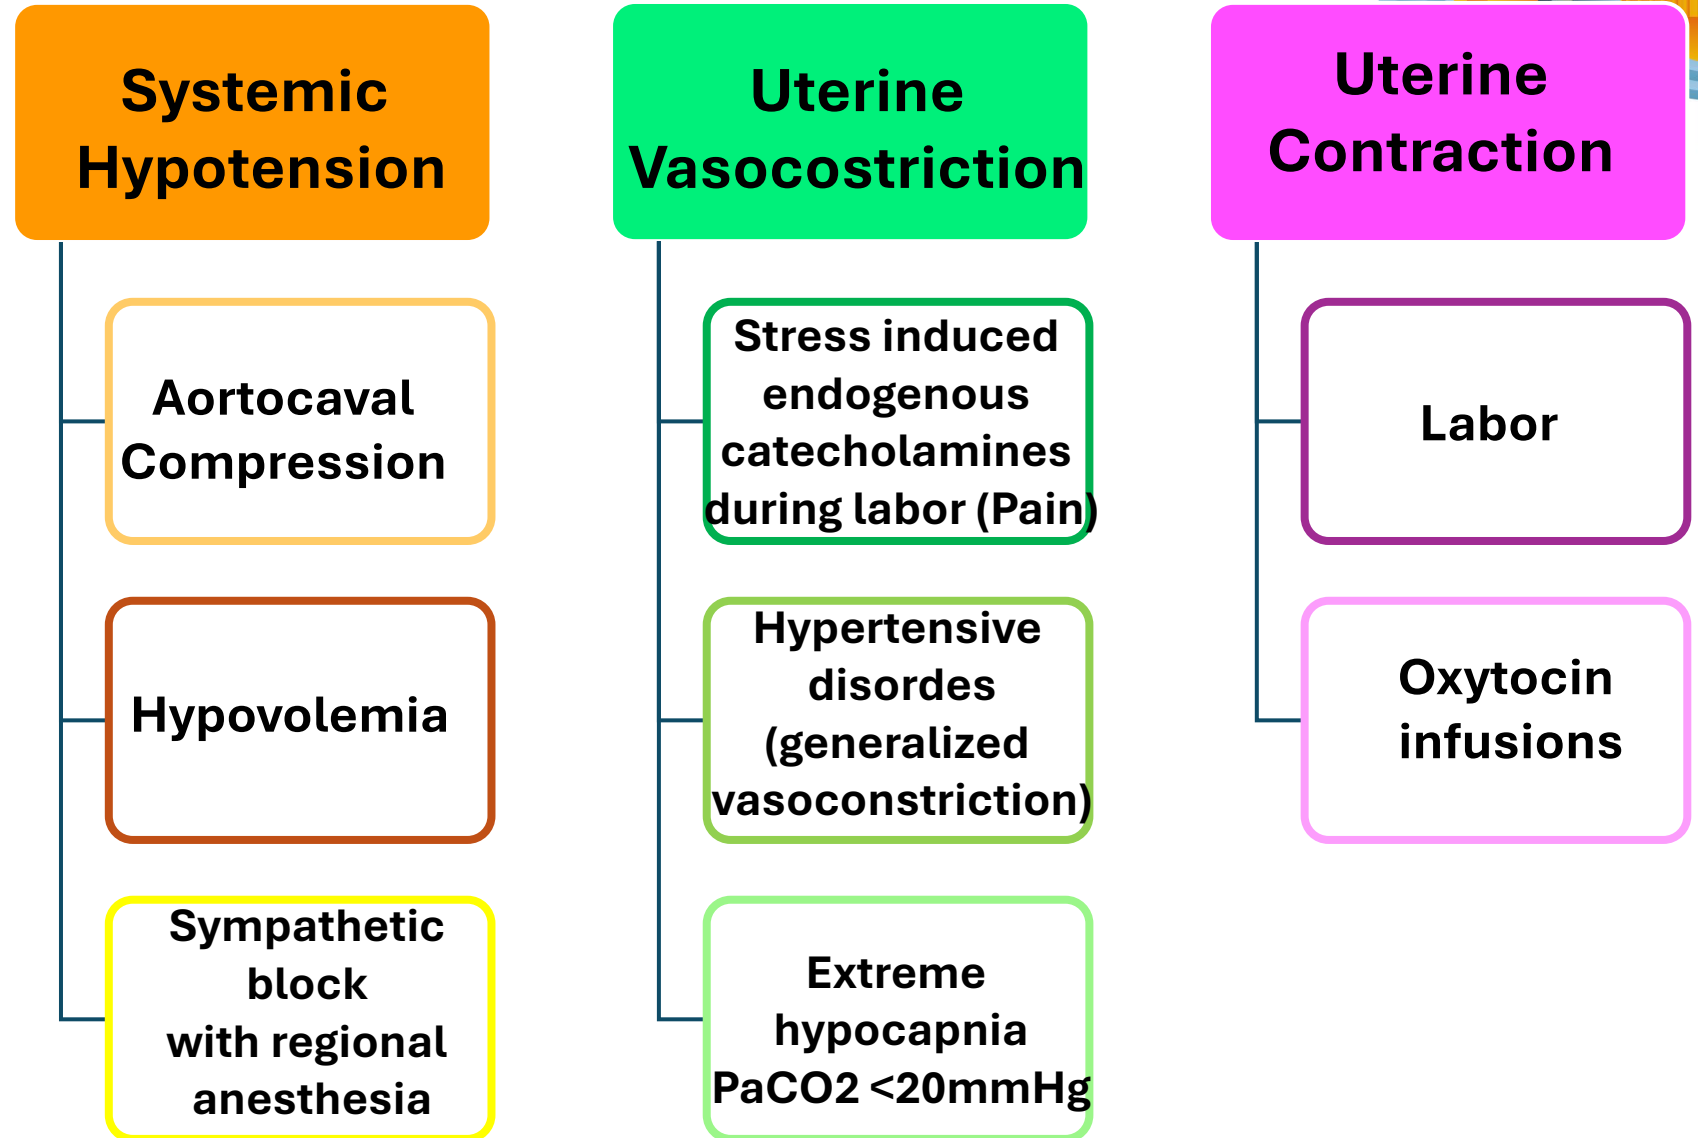 Systemic
Hypotension
Aortocaval
Compression
Hypovolemia
Sympathetic
block
with regional
anesthesia
Uterine
Vasocostriction
Stress induced
endogenous
catecholamines
during labor (Pain)
Hypertensive
disordes
(generalized
vasoconstriction)
Extreme
hypocapnia
PaCO2 <20mmHg
Uterine
Contraction
Labor
Oxytocin
infusions